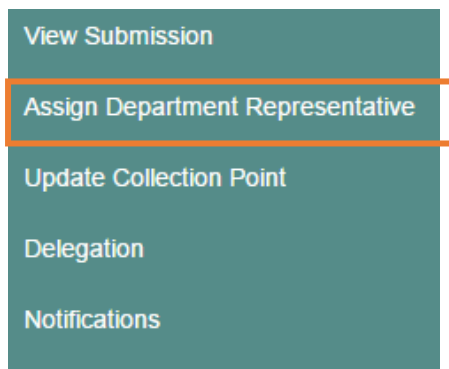 View Submission
Assign Department Representative
Update Collection Point
Delegation
Notifications